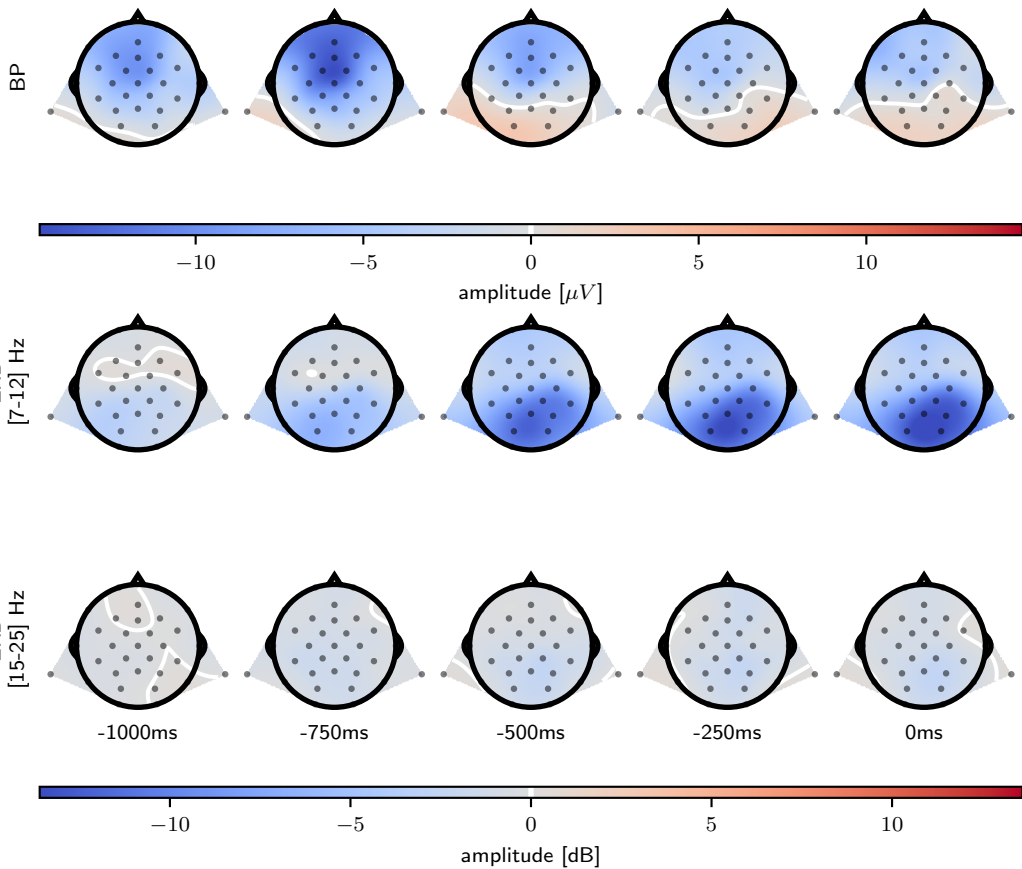 BP
−10 −5 0 5 10
amplitude [μV]
[7-12] Hz
[15-25] Hz
-1000ms -750ms -500ms -250ms 0ms
−10 −5 0 5 10
amplitude [dB]